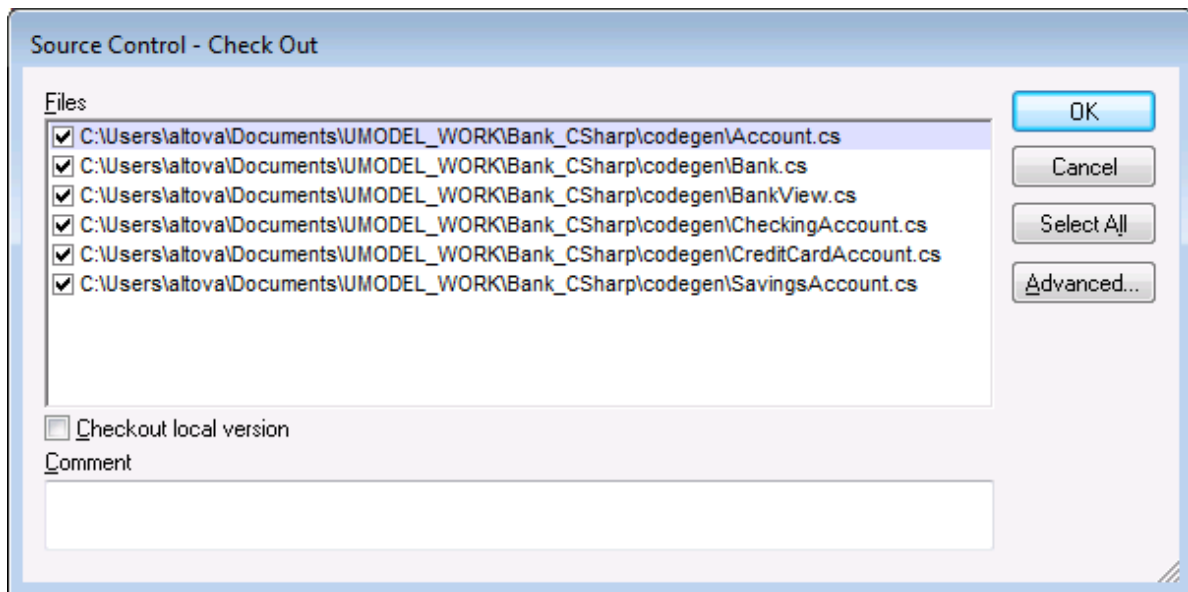 Source Control - Check Out
Files
C:\Users\altova\Documents\UMODEL_WORK\Bank_CSharp\codegen\Account.cs
C:\Users\altova\Documents\UMODEL_WORK\Bank_CSharp\codegen\Bank.cs
C:\Users\altova\Documents\UMODEL_WORK\Bank_CSharp\codegen\BankView.cs
C:\Users\altova\Documents\UMODEL_WORK\Bank_CSharp\codegen\CheckingAccount.cs
C:\Users\altova\Documents\UMODEL_WORK\Bank_CSharp\codegen\CreditCardAccount.cs
C:\Users\altova\Documents\UMODEL_WORK\Bank_CSharp\codegen\SavingsAccount.cs
Checkout local version
Comment
OK
Cancel
Select All
Advanced...